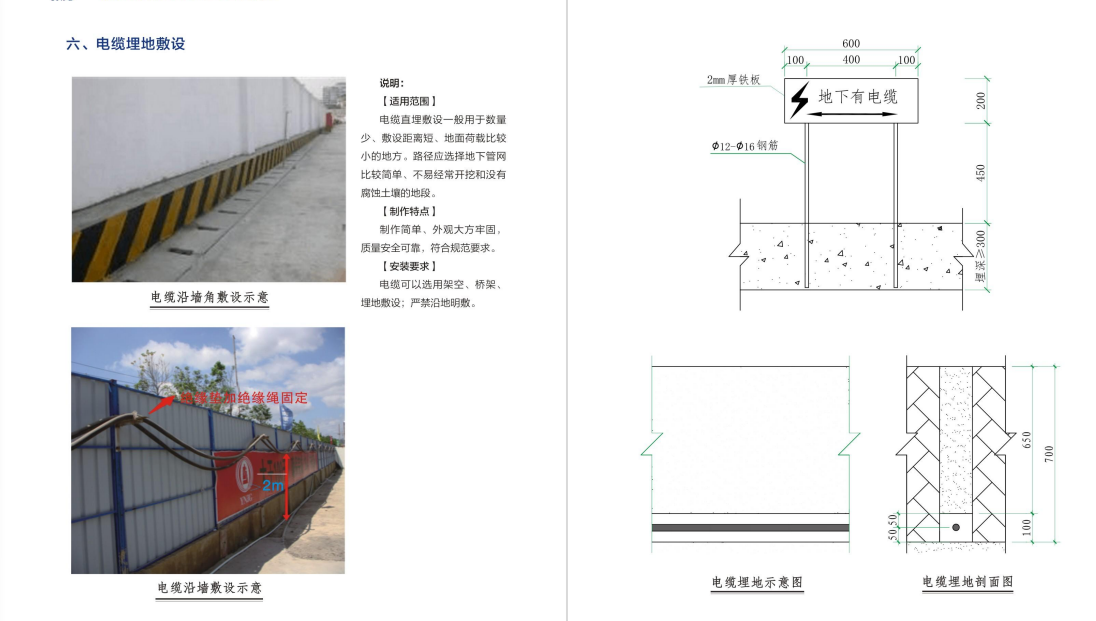 六、电缆埋地敷设
说明：
【适用范围】
电缆直埋敷设一般用于数量
少、敷设距离短、地面荷载比较
小的地方。路径应选择地下管网
比较简单、不易经常开挖和没有
腐蚀土壤的地段。
【制作特点】
制作简单、外观大方牢固，
质量安全可靠，符合规范要求。
【安装要求】
电缆可以选用架空、桥架、
埋地敷设；严禁沿地明敷。
电缆沿墙角敷设示意
加绝缘绳固定
2m
电缆沿墙敷设示意
600
100
400
100
2mm厚铁板
地下有电缆
200
Φ12-Φ16钢筋
450
埋深≥300
650
700
50
50
100
电缆埋地示意图
电缆埋地剖面图